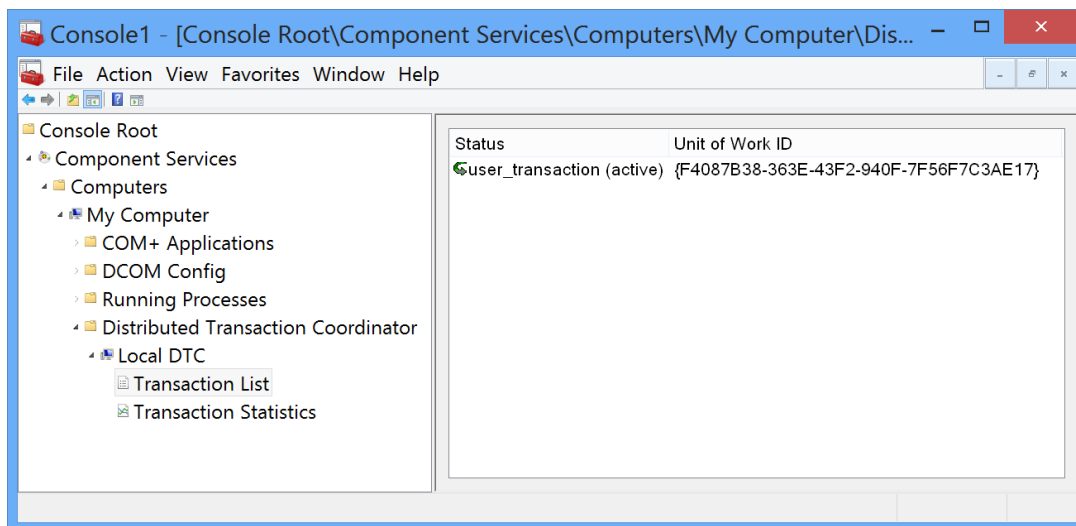 Console1 - [Console Root\Component Services\Computers\My Computer\Dis...
File Action View Favorites Window Help
Console Root
Component Services
Computers
My Computer
COM+ Applications
DCOM Config
Running Processes
Distributed Transaction Coordinator
Local DTC
Transaction List
Transaction Statistics
Status Unit of Work ID
user_transaction (active) {F4087B38-363E-43F2-940F-7F56F7C3AE17}